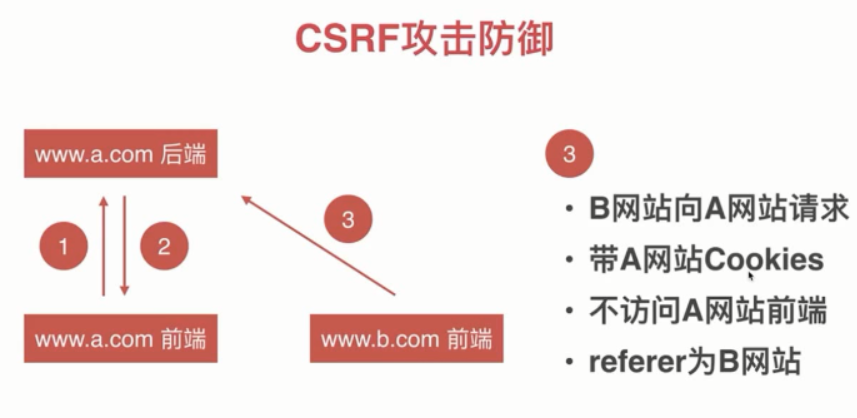 CSRF攻击防御
www.a.com 后端
1
2
3
www.a.com 前端
www.b.com 前端
3
• B网站向A网站请求
• 带A网站Cookies
• 不访问A网站前端
• referer为B网站